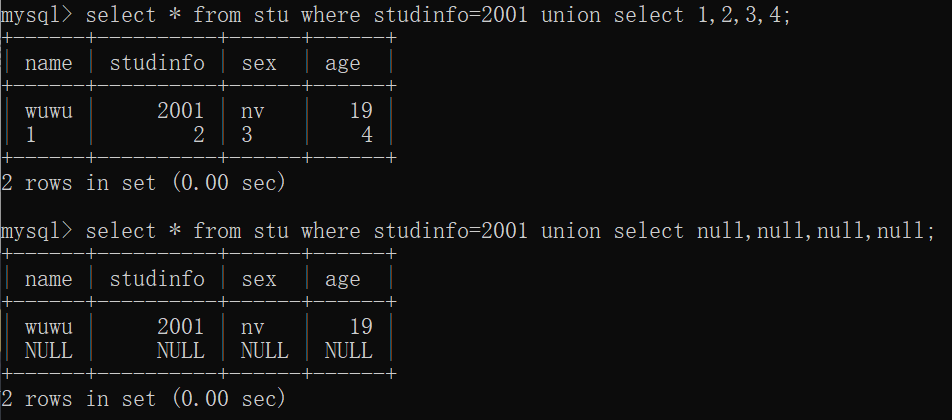 mysql> select * from stu where studinfo=2001 union select 1,2,3,4;
+------+----------+------+------+
| name | studinfo | sex  | age  |
+------+----------+------+------+
| wuwu |     2001 | nv   |   19 |
| 1    |        2 | 3    |    4 |
+------+----------+------+------+
2 rows in set (0.00 sec)
mysql> select * from stu where studinfo=2001 union select null,null,null,null;
+------+----------+------+------+
| name | studinfo | sex  | age  |
+------+----------+------+------+
| wuwu |     2001 | nv   |   19 |
| NULL |     NULL | NULL | NULL |
+------+----------+------+------+
2 rows in set (0.00 sec)